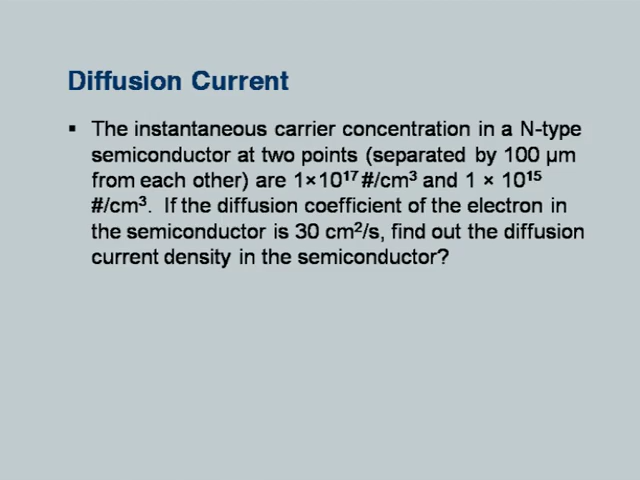 Diffusion Current
▪ The instantaneous carrier concentration in a N-type
semiconductor at two points (separated by 100 µm
from each other) are 1×10¹⁷ #/cm³ and 1 × 10¹⁵
#/cm³. If the diffusion coefficient of the electron in
the semiconductor is 30 cm²/s, find out the diffusion
current density in the semiconductor?